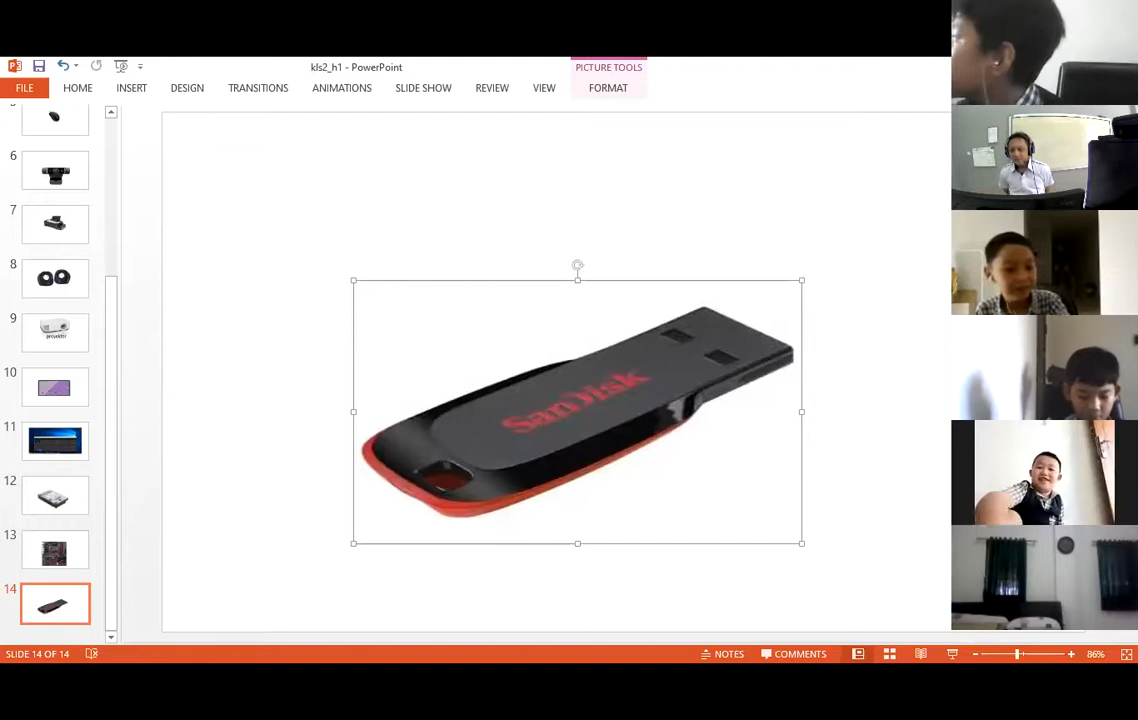 kls2_h1 - PowerPoint
PICTURE TOOLS
FILE
HOME
INSERT
DESIGN
TRANSITIONS
ANIMATIONS
SLIDE SHOW
REVIEW
VIEW
FORMAT
6
7
8
9
10
11
12
13
14
SanDisk
SLIDE 14 OF 14
NOTES
COMMENTS
86%